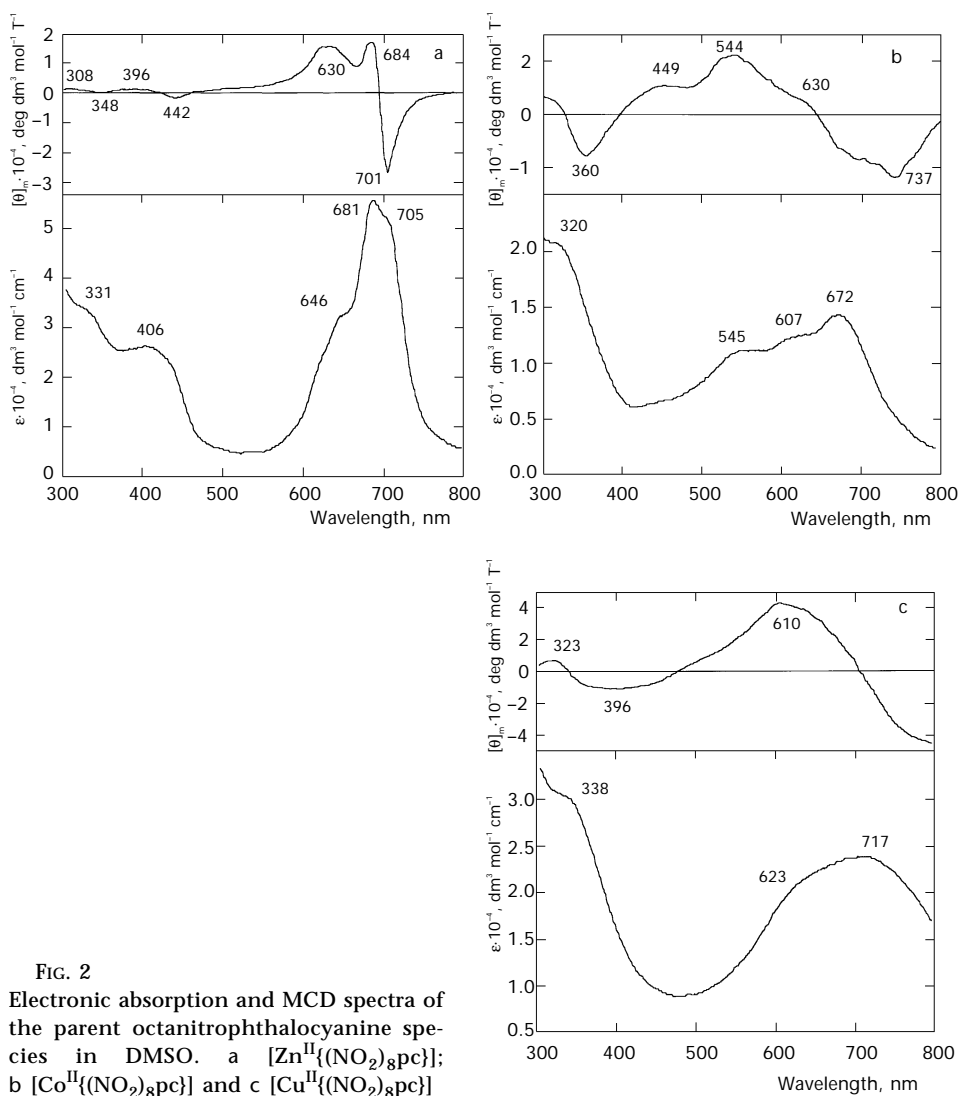 [θ]ₘ·10⁻⁴, deg dm³ mol⁻¹ T⁻¹
2
1
0
−1
−2
−3
a
308
348
396
442
630
684
701
ε·10⁻⁴, dm³ mol⁻¹ cm⁻¹
5
4
3
2
1
0
331
406
646
681
705
300 400 500 600 700 800
Wavelength, nm
[θ]ₘ·10⁻⁴, deg dm³ mol⁻¹ T⁻¹
2
0
−1
b
360
449
544
630
737
ε·10⁻⁴, dm³ mol⁻¹ cm⁻¹
2.0
1.5
1.0
0.5
0.0
320
545
607
672
300 400 500 600 700 800
Wavelength, nm
[θ]ₘ·10⁻⁴, deg dm³ mol⁻¹ T⁻¹
4
2
0
−2
−4
c
323
396
610
ε·10⁻⁴, dm³ mol⁻¹ cm⁻¹
3.0
2.5
2.0
1.5
1.0
0.5
338
623
717
300 400 500 600 700 800
Wavelength, nm
FIG. 2
Electronic absorption and MCD spectra of
the parent octanitrophthalocyanine spe-
cies in DMSO. a [Znᴵᴵ{(NO₂)₈pc}];
b [Coᴵᴵ{(NO₂)₈pc}] and c [Cuᴵᴵ{(NO₂)₈pc}]